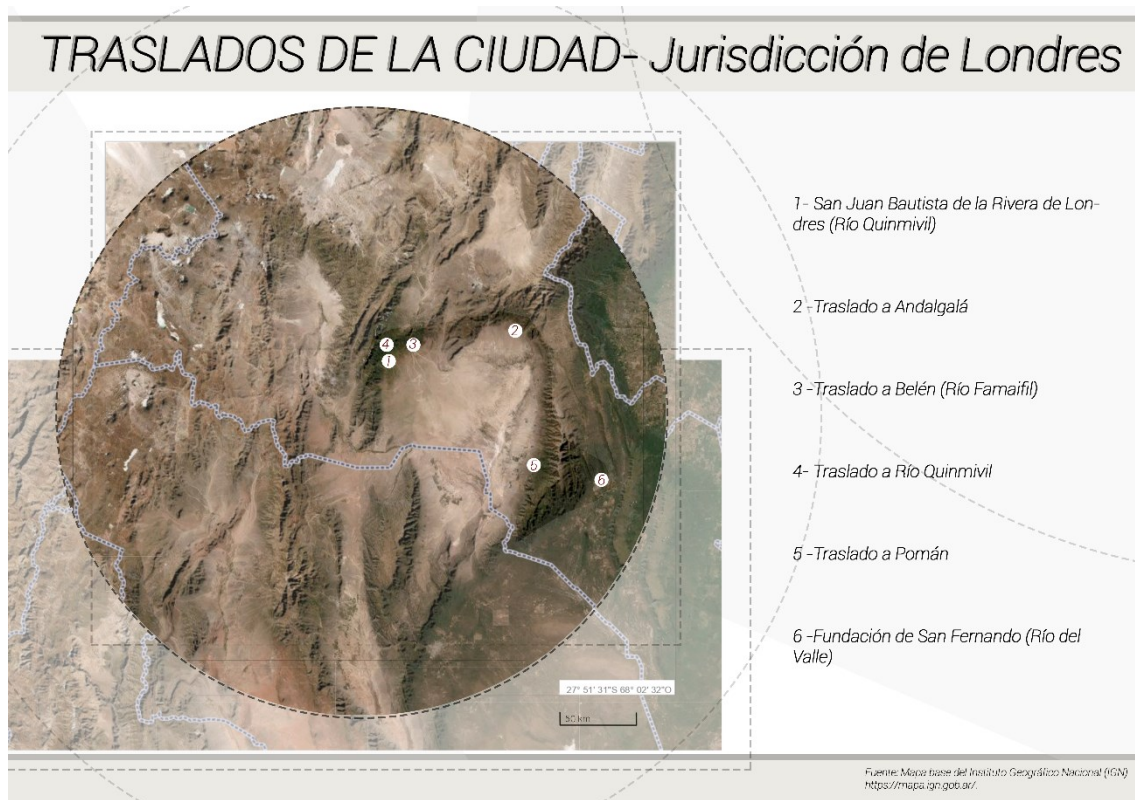 TRASLADOS DE LA CIUDAD- Jurisdicción de Londres
1- San Juan Bautista de la Rivera de Lon-
dres (Río Quinmivil)
2 -Traslado a Andalgalá
3 -Traslado a Belén (Río Famaifil)
4- Traslado a Río Quinmivil
5 -Traslado a Pomán
6 -Fundación de San Fernando (Río del
Valle)
2
4 3
1
5
6
27° 51' 31"S 68° 02' 32"O
50 km
Fuente: Mapa base del Instituto Geográfico Nacional (IGN)
https://mapa.ign.gob.ar/.